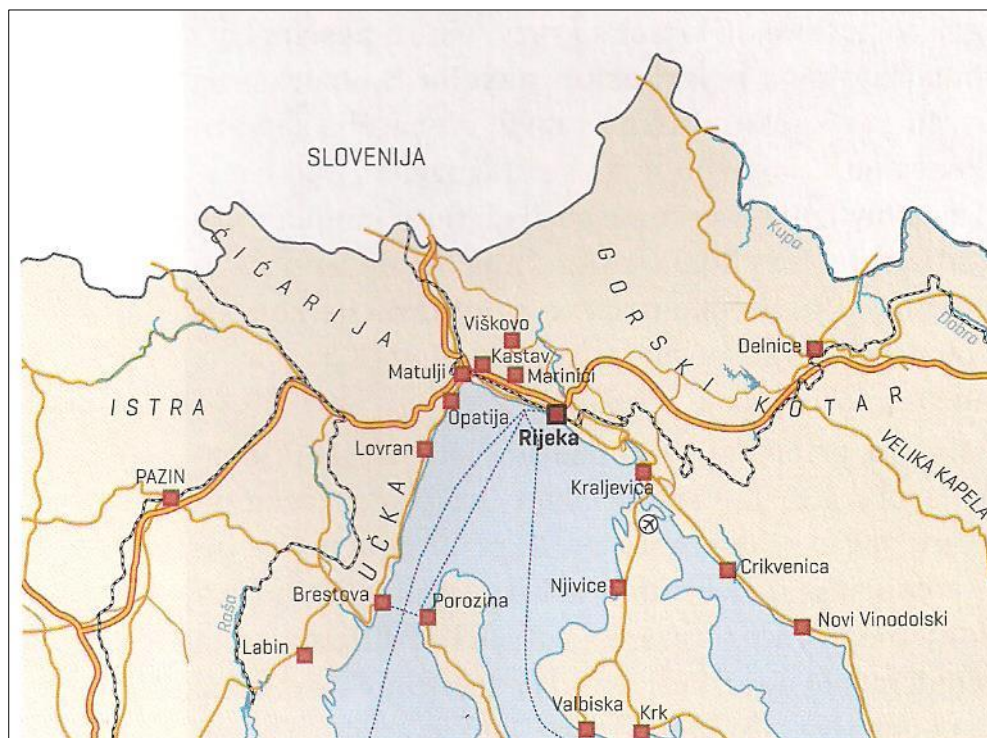 SLOVENIJA
ĆIĆARIJA
GORSKI KOTAR
Kupa
Dobra
Viškovo
Delnice
Kastav
Matulji
Marinići
ISTRA
Opatija
Rijeka
Lovran
VELIKA KAPELA
PAZIN
Kraljevica
UČKA
Crikvenica
Njivice
Brestova
Porozina
Raša
Novi Vinodolski
Labin
Valbiska
Krk